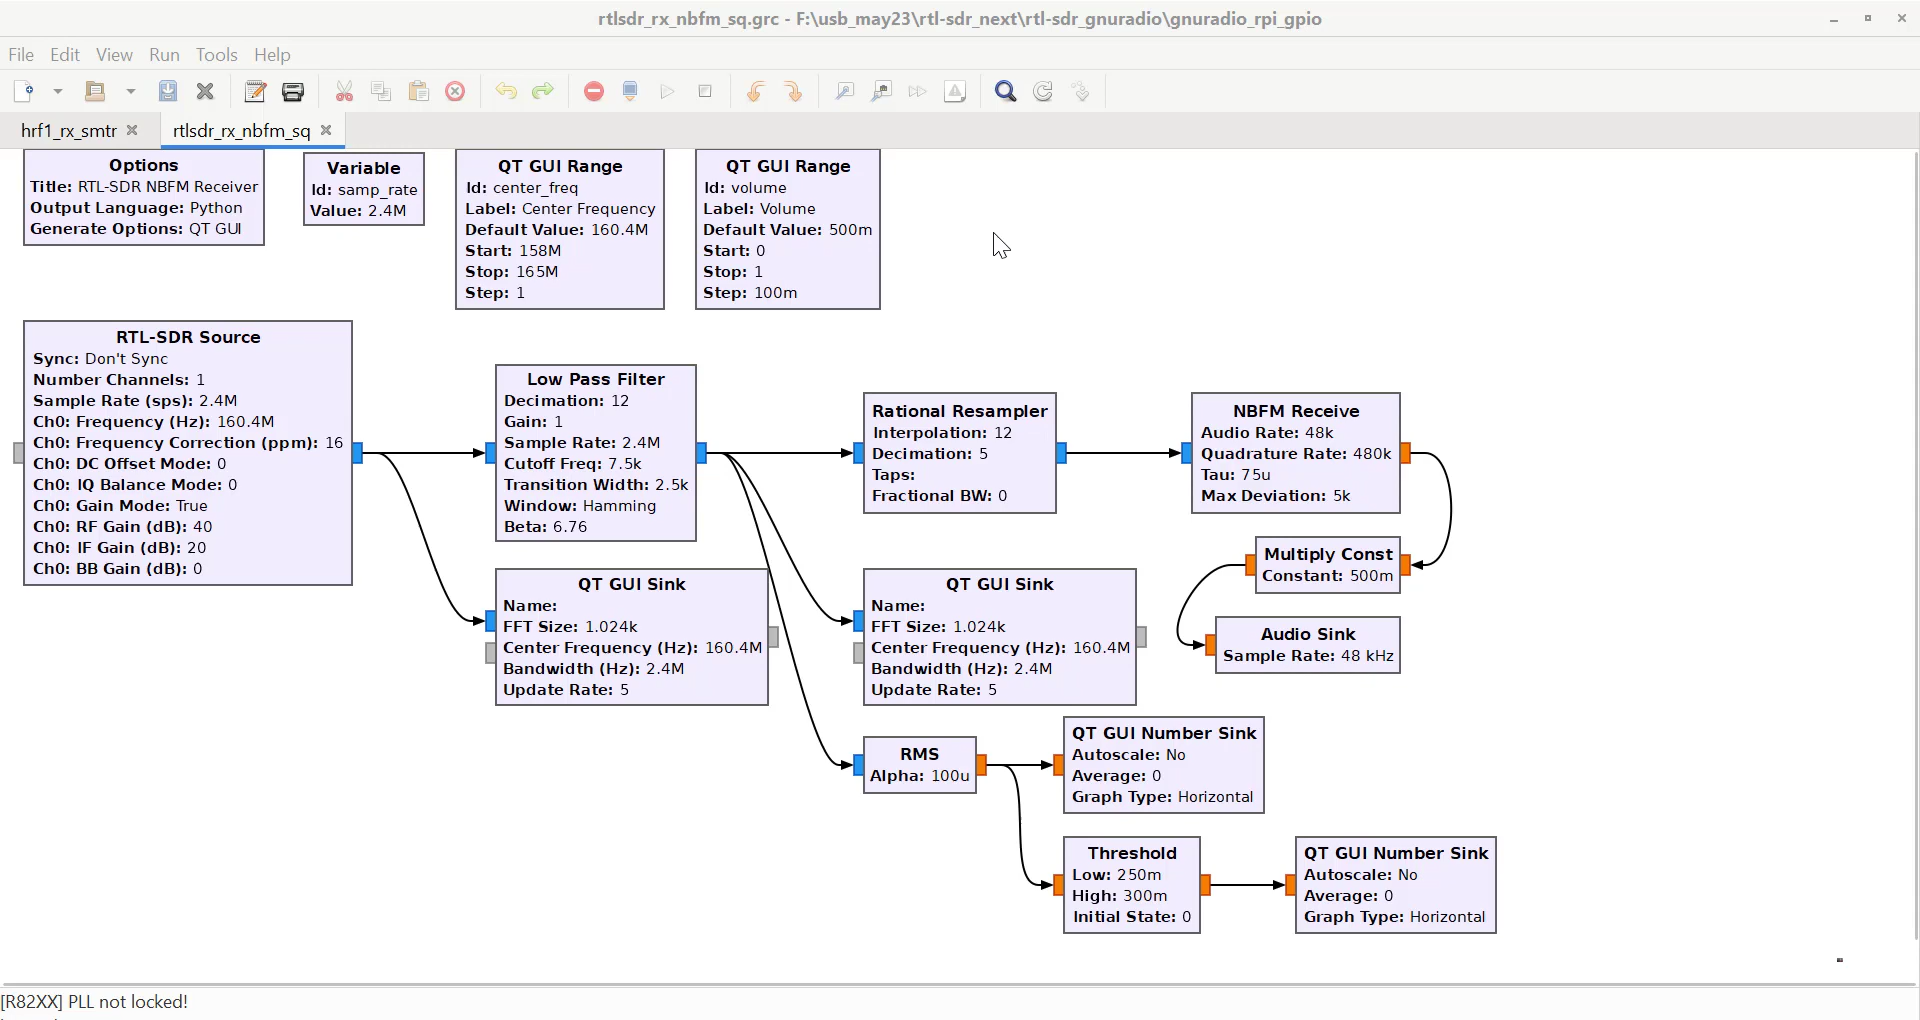 rtlsdr_rx_nbfm_sq.grc - F:\usb_may23\rtl-sdr_next\rtl-sdr_gnuradio\gnuradio_rpi_gpio
File Edit View Run Tools Help
hrf1_rx_smtr
rtlsdr_rx_nbfm_sq
Options
Title: RTL-SDR NBFM Receiver
Output Language: Python
Generate Options: QT GUI
Variable
Id: samp_rate
Value: 2.4M
QT GUI Range
Id: center_freq
Label: Center Frequency
Default Value: 160.4M
Start: 158M
Stop: 165M
Step: 1
QT GUI Range
Id: volume
Label: Volume
Default Value: 500m
Start: 0
Stop: 1
Step: 100m
RTL-SDR Source
Sync: Don't Sync
Number Channels: 1
Sample Rate (sps): 2.4M
Ch0: Frequency (Hz): 160.4M
Ch0: Frequency Correction (ppm): 16
Ch0: DC Offset Mode: 0
Ch0: IQ Balance Mode: 0
Ch0: Gain Mode: True
Ch0: RF Gain (dB): 40
Ch0: IF Gain (dB): 20
Ch0: BB Gain (dB): 0
Low Pass Filter
Decimation: 12
Gain: 1
Sample Rate: 2.4M
Cutoff Freq: 7.5k
Transition Width: 2.5k
Window: Hamming
Beta: 6.76
Rational Resampler
Interpolation: 12
Decimation: 5
Taps:
Fractional BW: 0
NBFM Receive
Audio Rate: 48k
Quadrature Rate: 480k
Tau: 75u
Max Deviation: 5k
Multiply Const
Constant: 500m
QT GUI Sink
Name:
FFT Size: 1.024k
Center Frequency (Hz): 160.4M
Bandwidth (Hz): 2.4M
Update Rate: 5
QT GUI Sink
Name:
FFT Size: 1.024k
Center Frequency (Hz): 160.4M
Bandwidth (Hz): 2.4M
Update Rate: 5
Audio Sink
Sample Rate: 48 kHz
RMS
Alpha: 100u
QT GUI Number Sink
Autoscale: No
Average: 0
Graph Type: Horizontal
Threshold
Low: 250m
High: 300m
Initial State: 0
QT GUI Number Sink
Autoscale: No
Average: 0
Graph Type: Horizontal
[R82XX] PLL not locked!